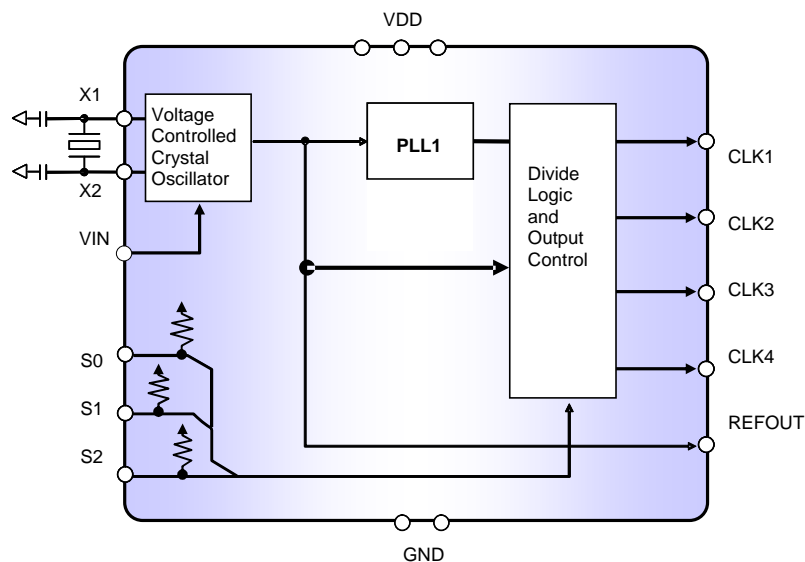 VDD
X1
Voltage
Controlled
Crystal
Oscillator
PLL1
Divide
Logic
and
Output
Control
CLK1
X2
CLK2
VIN
CLK3
S0
CLK4
S1
REFOUT
S2
GND